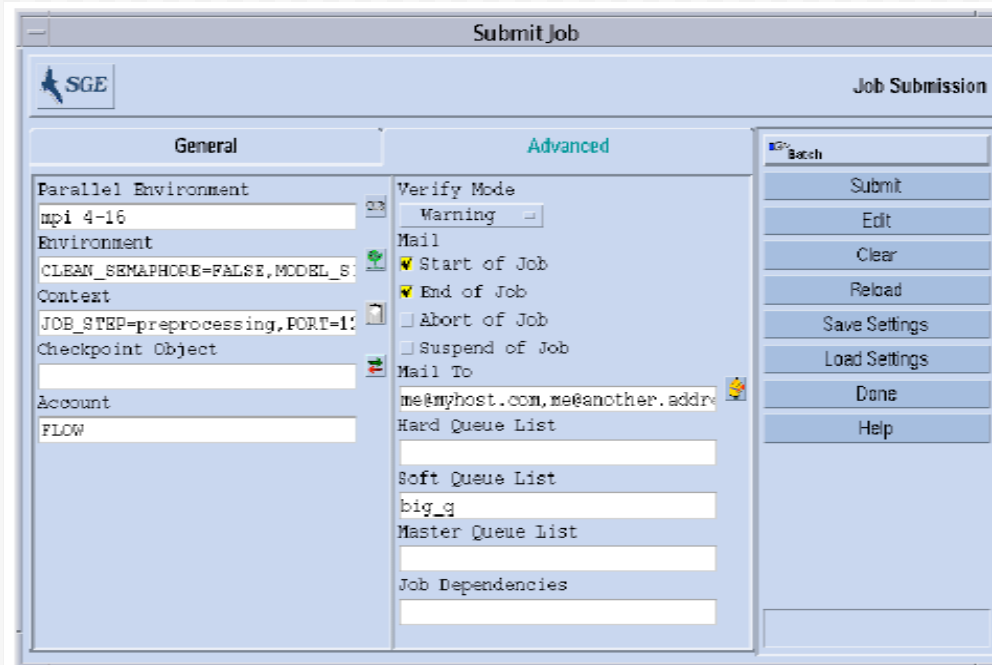 Submit Job
SGE
Job Submission
General
Advanced
Parallel Environment
mpi 4-16
Environment
CLEAN_SEMAPHORE=FALSE,MODEL_S
Context
JOB_STEP=preprocessing,PORT=12
Checkpoint Object
Account
FLOW
Verify Mode
Warning
Mail
Start of Job
End of Job
Abort of Job
Suspend of Job
Mail To
me@myhost.com,me@another.addre
Hard Queue List
Soft Queue List
big_q
Master Queue List
Job Dependencies
Batch
Submit
Edit
Clear
Reload
Save Settings
Load Settings
Done
Help